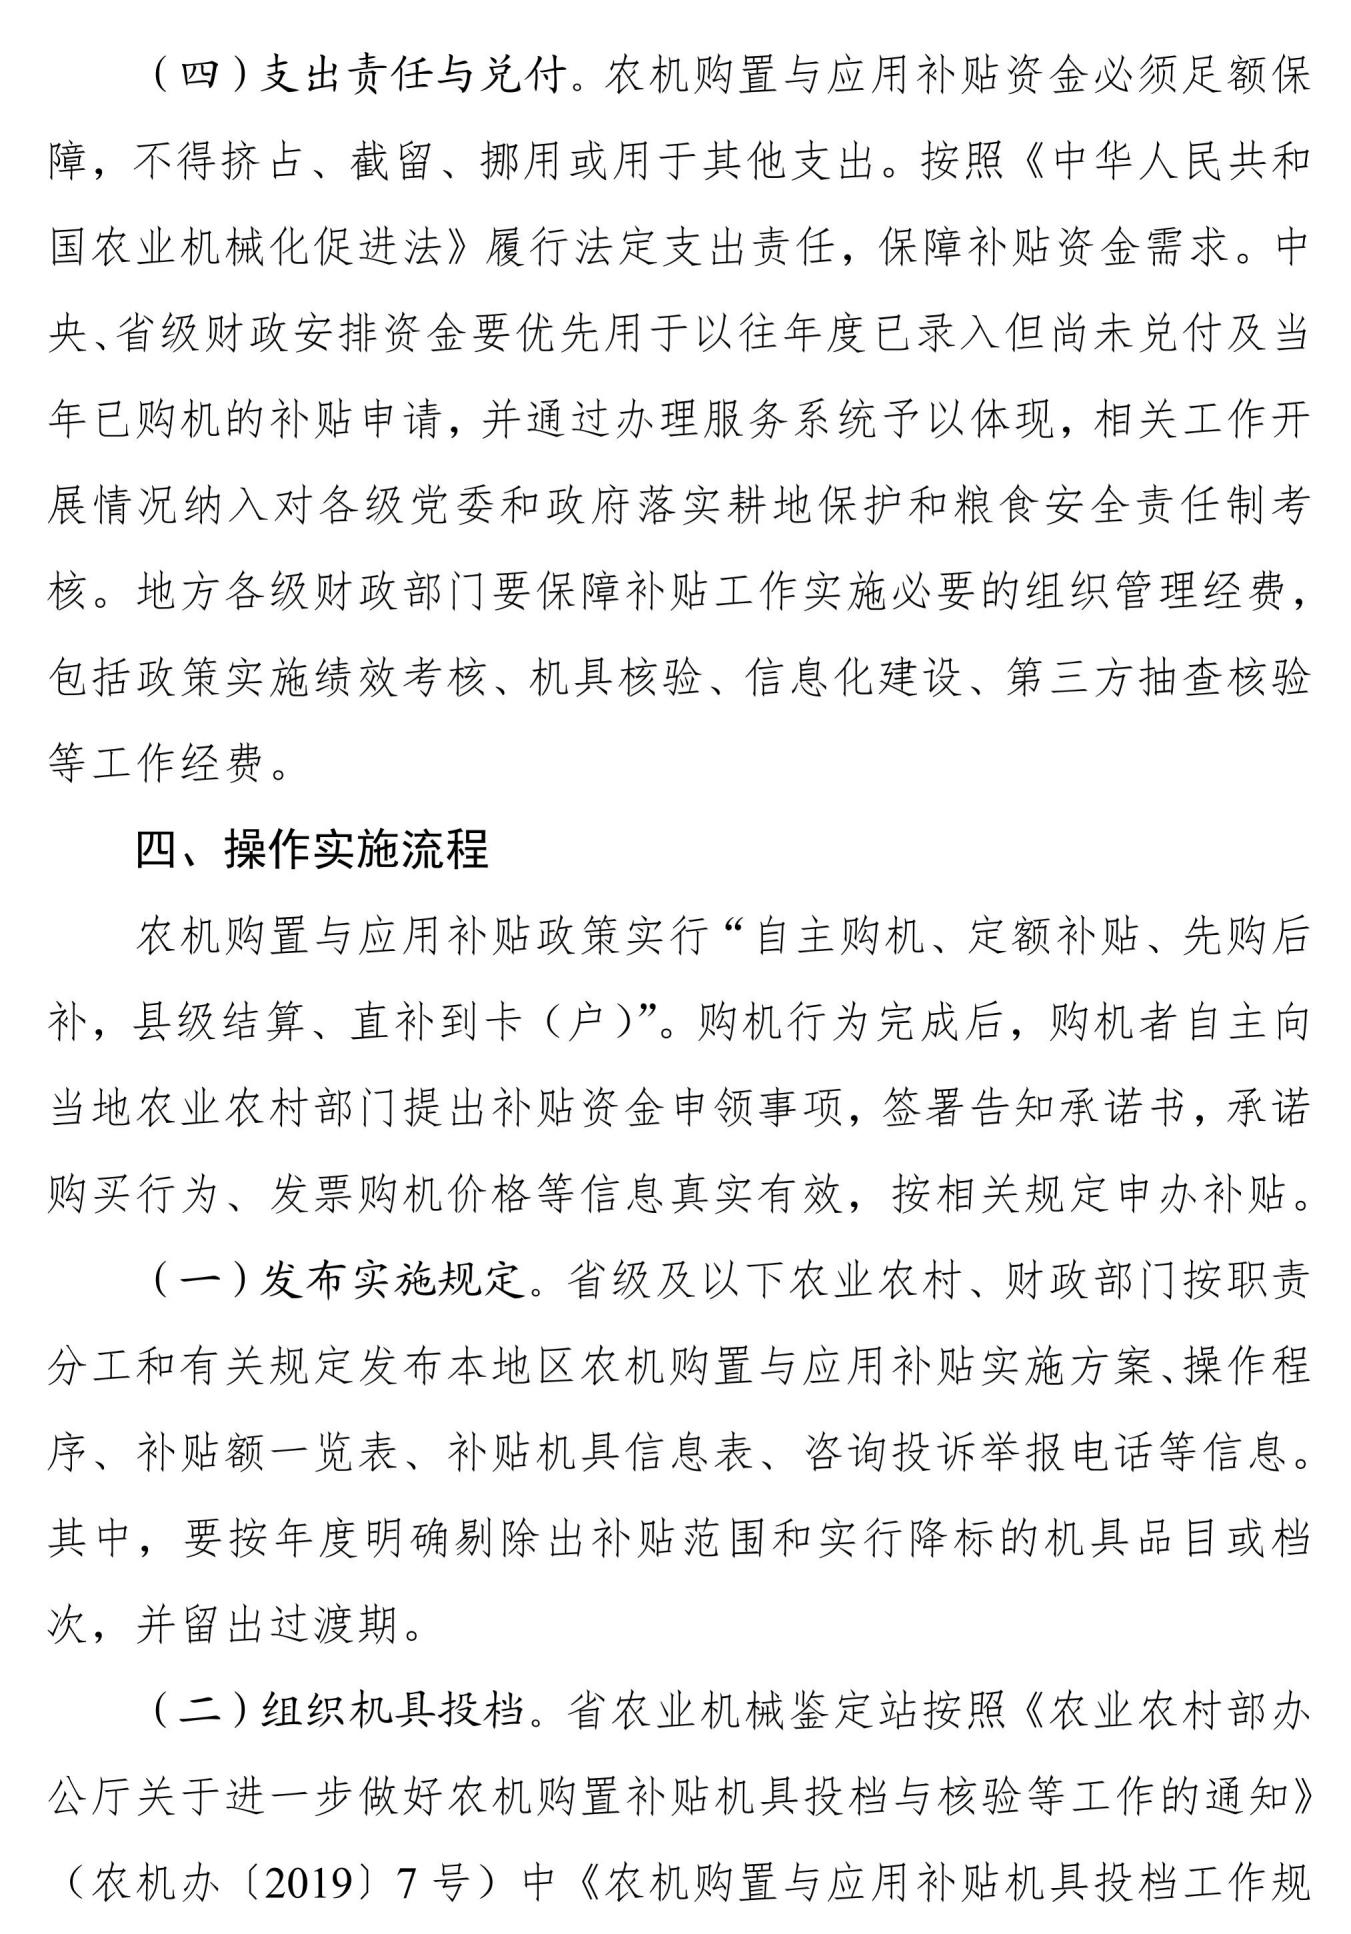 （四）支出责任与兑付。农机购置与应用补贴资金必须足额保
障，不得挤占、截留、挪用或用于其他支出。按照《中华人民共和
国农业机械化促进法》履行法定支出责任，保障补贴资金需求。中
央、省级财政安排资金要优先用于以往年度已录入但尚未兑付及当
年已购机的补贴申请，并通过办理服务系统予以体现，相关工作开
展情况纳入对各级党委和政府落实耕地保护和粮食安全责任制考
核。地方各级财政部门要保障补贴工作实施必要的组织管理经费，
包括政策实施绩效考核、机具核验、信息化建设、第三方抽查核验
等工作经费。
四、操作实施流程
农机购置与应用补贴政策实行“自主购机、定额补贴、先购后
补，县级结算、直补到卡（户）”。购机行为完成后，购机者自主向
当地农业农村部门提出补贴资金申领事项，签署告知承诺书，承诺
购买行为、发票购机价格等信息真实有效，按相关规定申办补贴。
（一）发布实施规定。省级及以下农业农村、财政部门按职责
分工和有关规定发布本地区农机购置与应用补贴实施方案、操作程
序、补贴额一览表、补贴机具信息表、咨询投诉举报电话等信息。
其中，要按年度明确剔除出补贴范围和实行降标的机具品目或档
次，并留出过渡期。
（二）组织机具投档。省农业机械鉴定站按照《农业农村部办
公厅关于进一步做好农机购置补贴机具投档与核验等工作的通知》
（农机办〔2019〕7 号）中《农机购置与应用补贴机具投档工作规